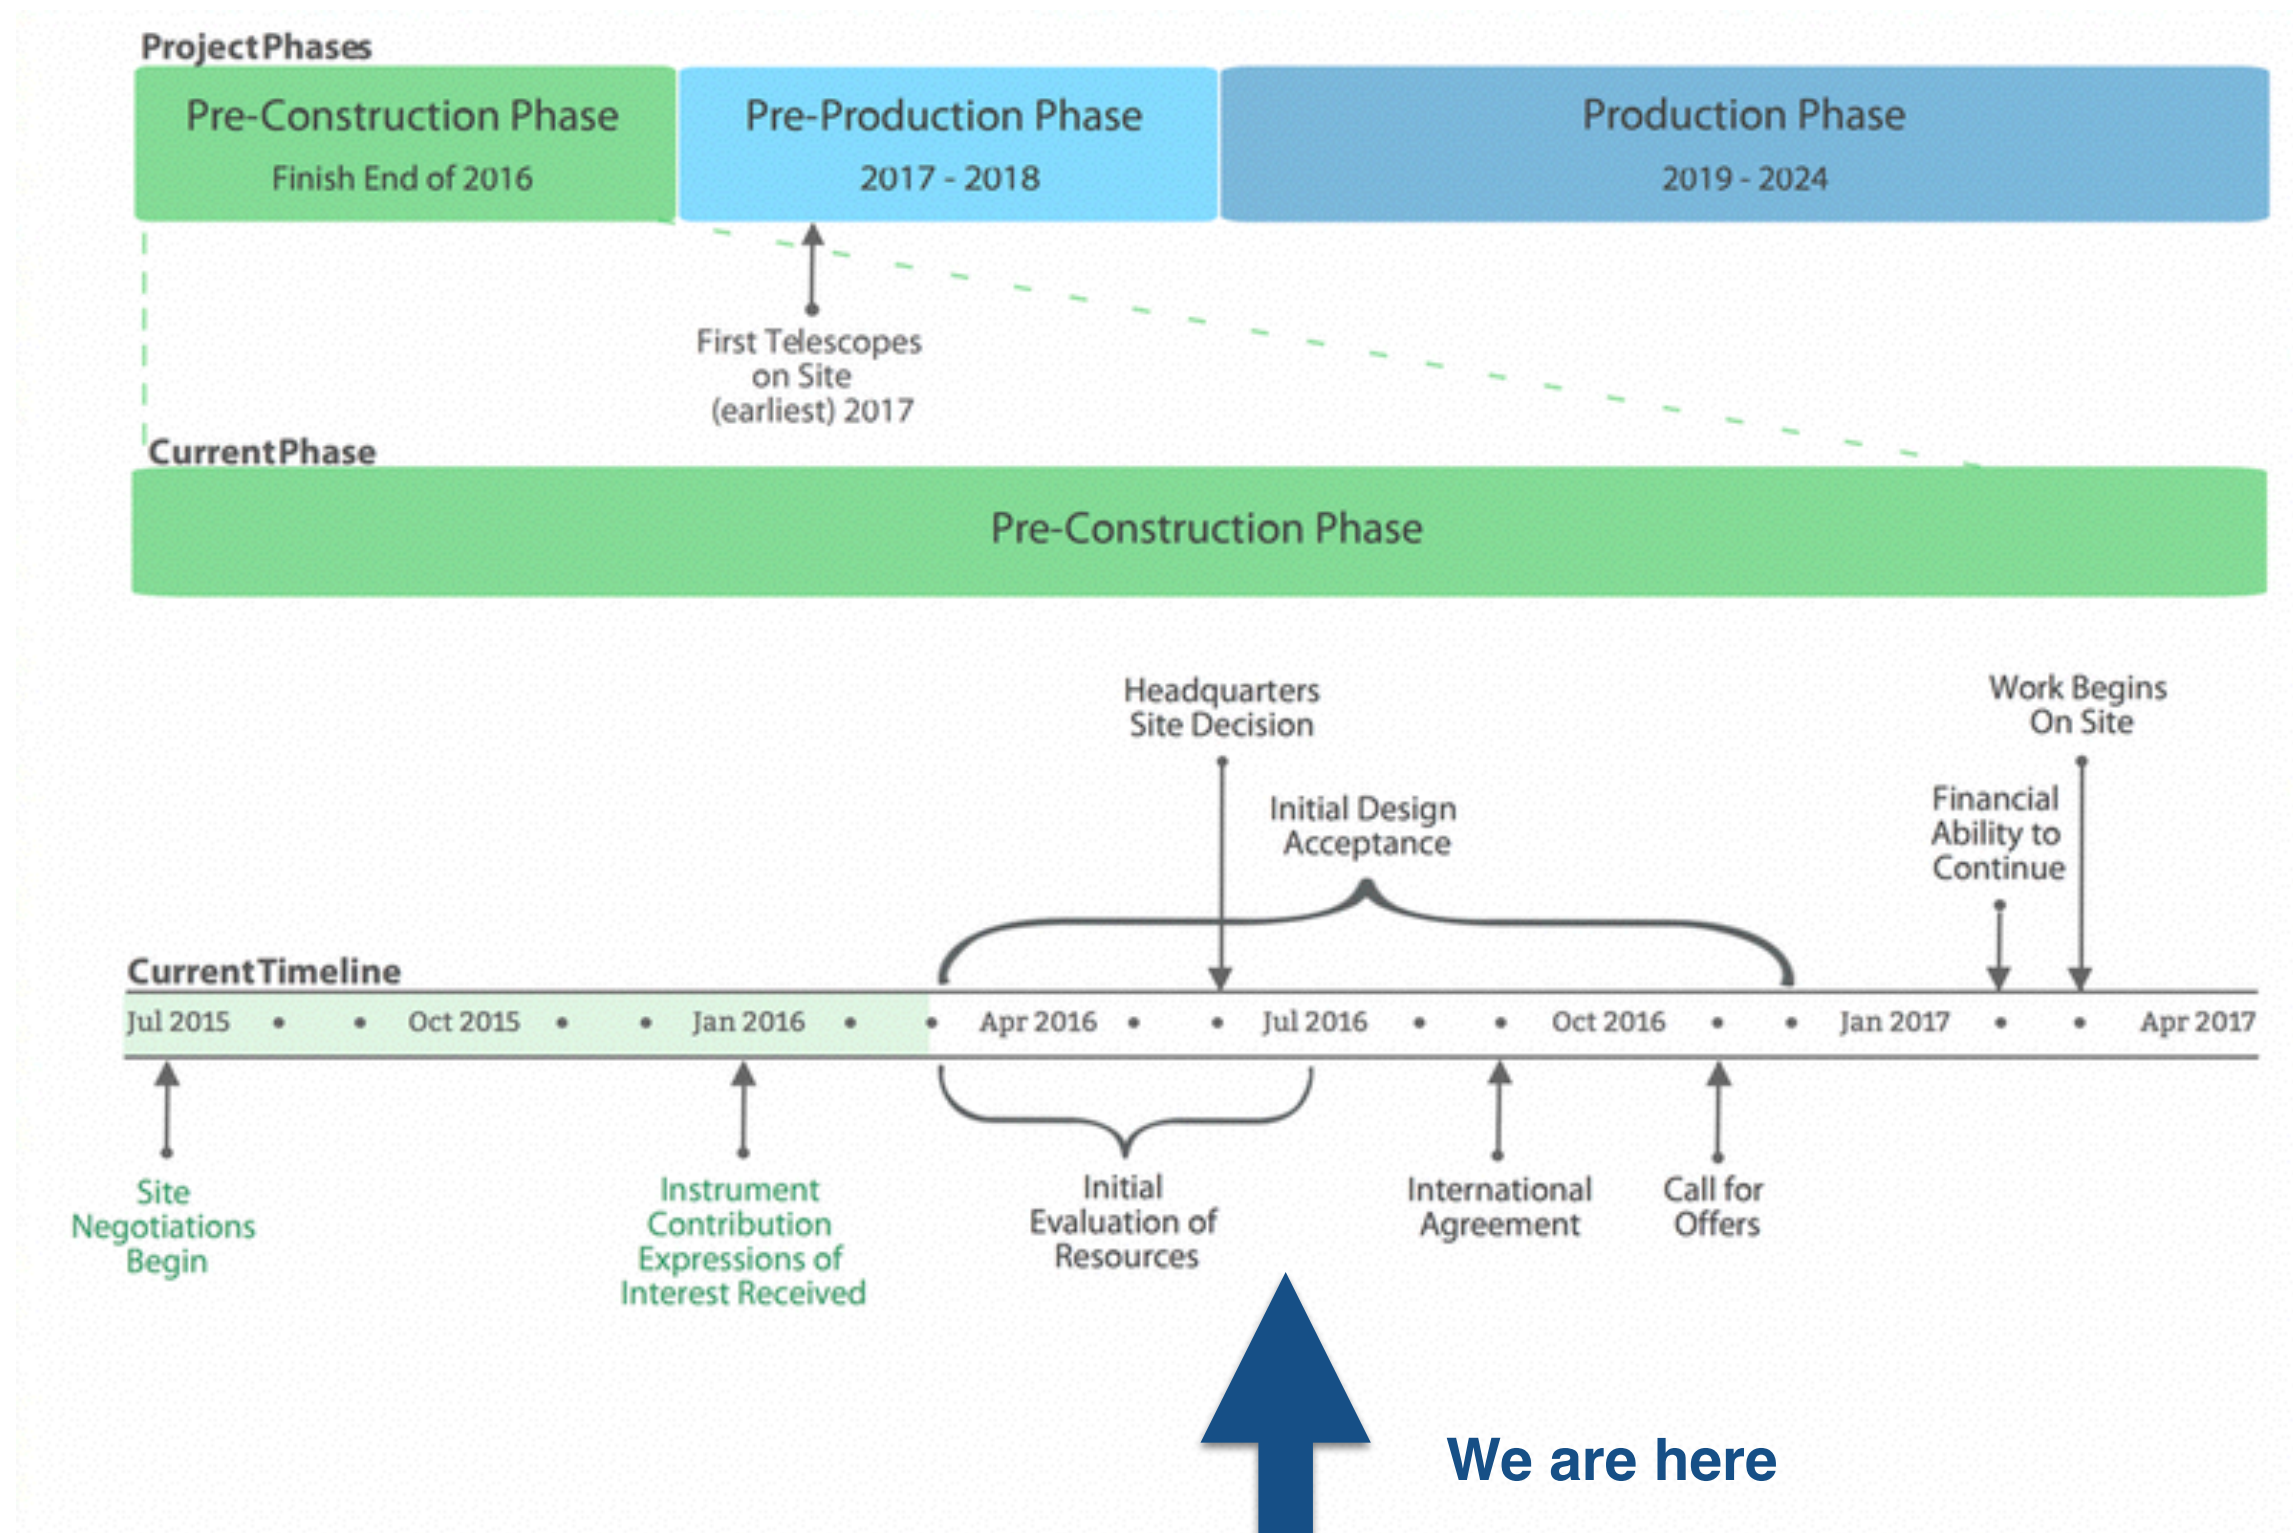 Project Phases
Pre-Construction Phase
Finish End of 2016
Pre-Production Phase
2017 - 2018
Production Phase
2019 - 2024
First Telescopes
on Site
(earliest) 2017
Current Phase
Pre-Construction Phase
Headquarters
Site Decision
Work Begins
On Site
Initial Design
Acceptance
Financial
Ability to
Continue
Current Timeline
Jul 2015 • • Oct 2015 • • Jan 2016 • • Apr 2016 • • Jul 2016 • • Oct 2016 • • Jan 2017 • • Apr 2017
Site
Negotiations
Begin
Instrument
Contribution
Expressions of
Interest Received
Initial
Evaluation of
Resources
International
Agreement
Call for
Offers
We are here